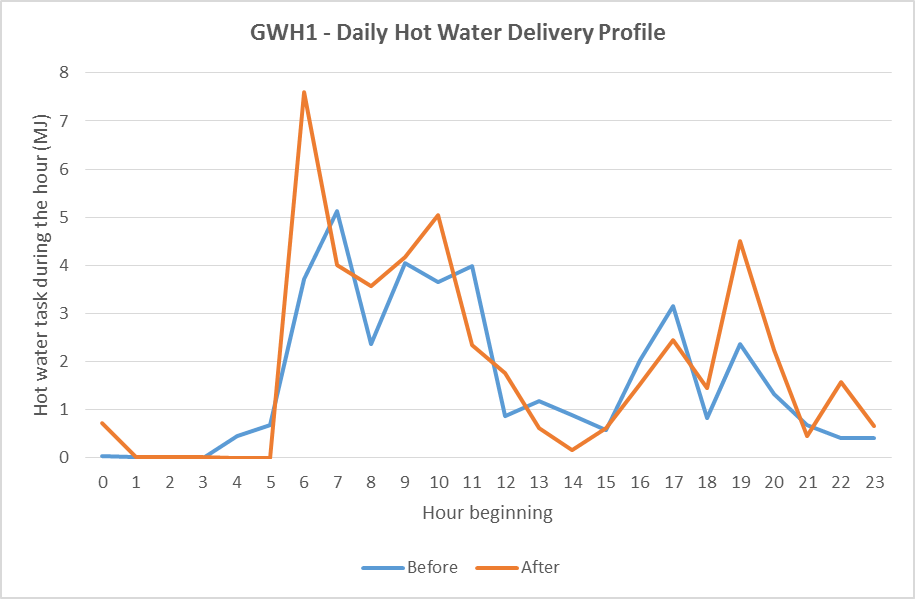 GWH1 - Daily Hot Water Delivery Profile
Hot water task during the hour (MJ)
8
7
6
5
4
3
2
1
0
0 1 2 3 4 5 6 7 8 9 10 11 12 13 14 15 16 17 18 19 20 21 22 23
Hour beginning
Before After